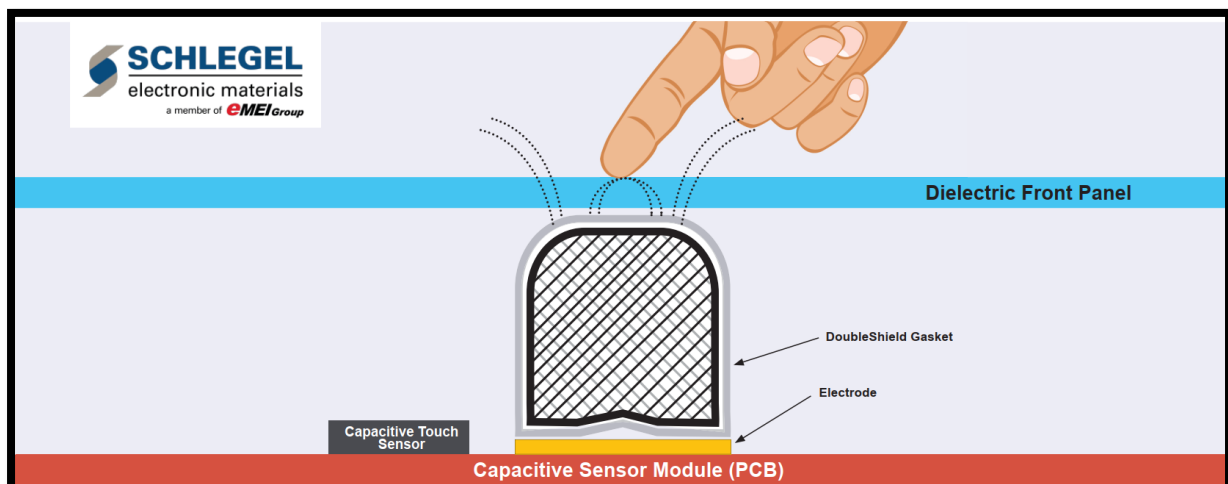 SCHLEGEL
electronic materials
a member of eMEI Group
Dielectric Front Panel
DoubleShield Gasket
Electrode
Capacitive Touch
Sensor
Capacitive Sensor Module (PCB)